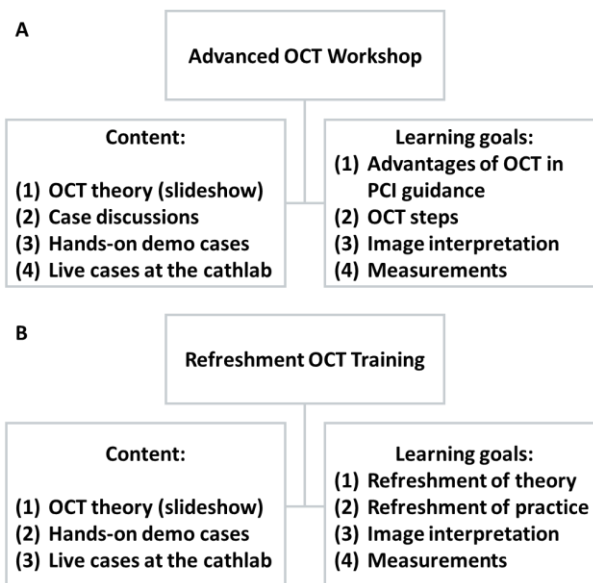 A
Advanced OCT Workshop
Content:
(1) OCT theory (slideshow)
(2) Case discussions
(3) Hands-on demo cases
(4) Live cases at the cathlab
Learning goals:
(1) Advantages of OCT in
PCI guidance
(2) OCT steps
(3) Image interpretation
(4) Measurements
B
Refreshment OCT Training
Content:
(1) OCT theory (slideshow)
(2) Hands-on demo cases
(3) Live cases at the cathlab
Learning goals:
(1) Refreshment of theory
(2) Refreshment of practice
(3) Image interpretation
(4) Measurements